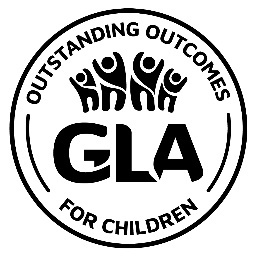 OUTSTANDING OUTCOMES
GLA
FOR CHILDREN